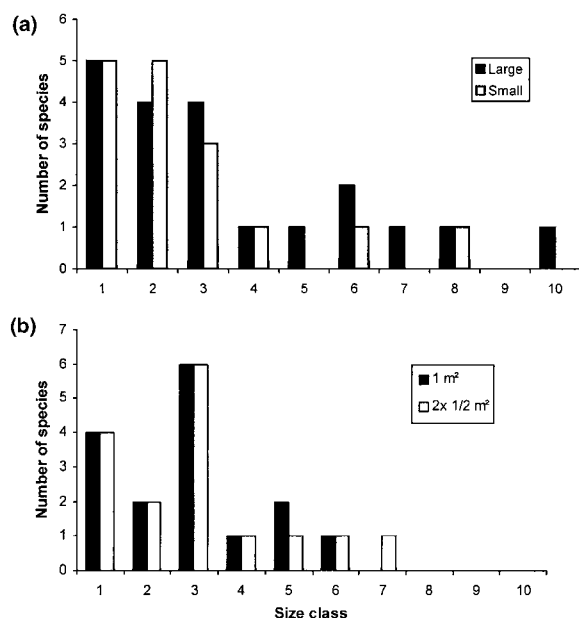 (a)
Number of species
6
5
4
3
2
1
0
Large
Small
1 2 3 4 5 6 7 8 9 10
(b)
Number of species
7
6
5
4
3
2
1
0
1 m²
2x 1/2 m²
1 2 3 4 5 6 7 8 9 10
Size class